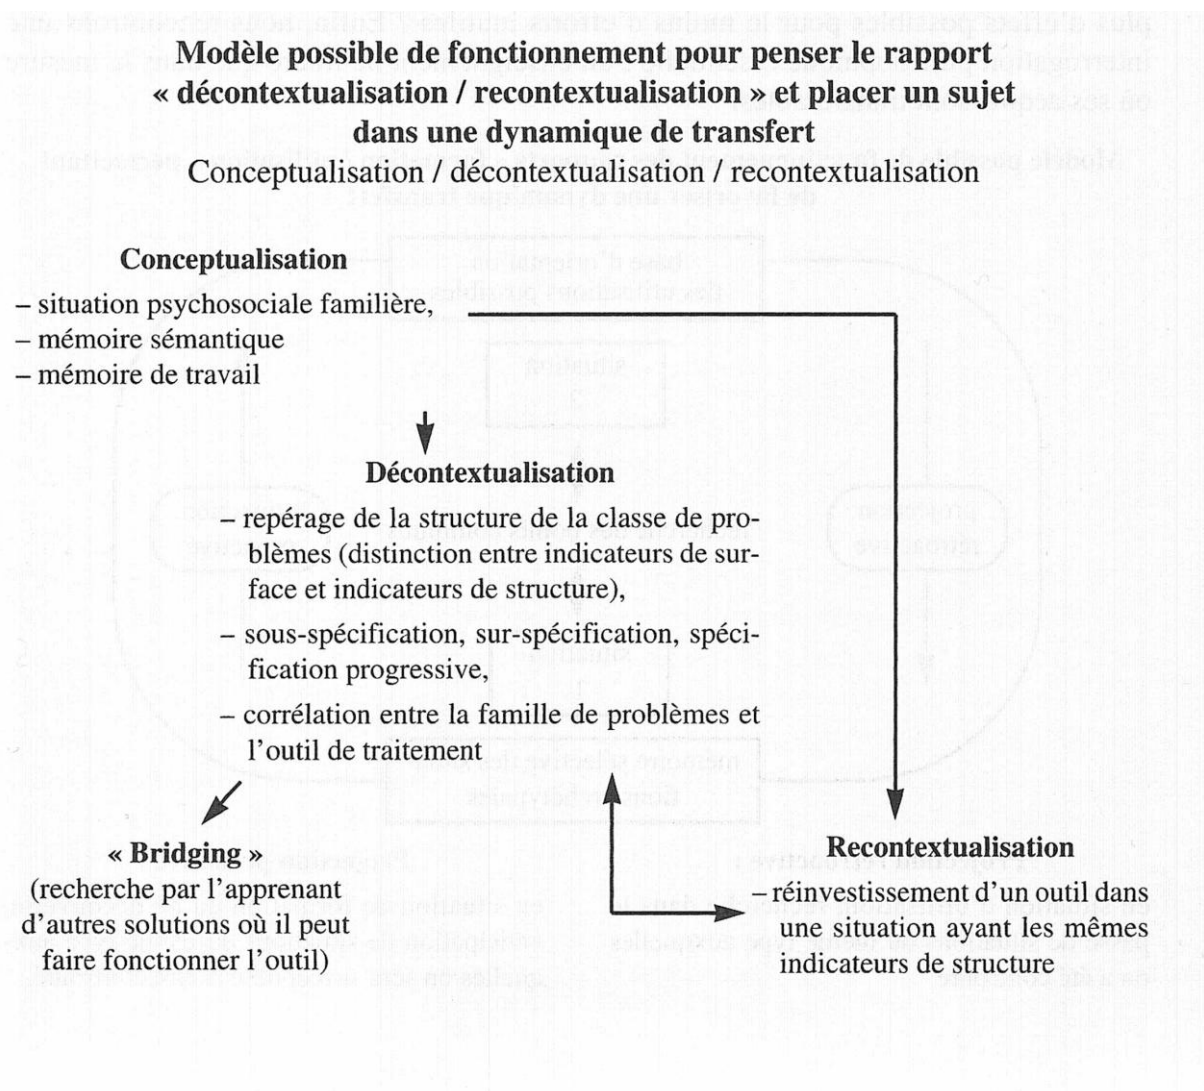 Modèle possible de fonctionnement pour penser le rapport
« décontextualisation / recontextualisation » et placer un sujet
dans une dynamique de transfert
Conceptualisation / décontextualisation / recontextualisation
Conceptualisation
– situation psychosociale familière,
– mémoire sémantique
– mémoire de travail
Décontextualisation
– repérage de la structure de la classe de pro-
blèmes (distinction entre indicateurs de sur-
face et indicateurs de structure),
– sous-spécification, sur-spécification, spéci-
fication progressive,
– corrélation entre la famille de problèmes et
l'outil de traitement
« Bridging »
(recherche par l'apprenant
d'autres solutions où il peut
faire fonctionner l'outil)
Recontextualisation
– réinvestissement d'un outil dans
une situation ayant les mêmes
indicateurs de structure